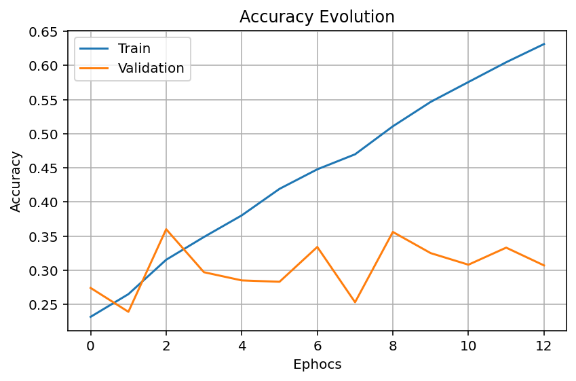 Accuracy Evolution
Train
Validation
0.65
0.60
0.55
0.50
0.45
0.40
0.35
0.30
0.25
Accuracy
0 2 4 6 8 10 12
Ephocs